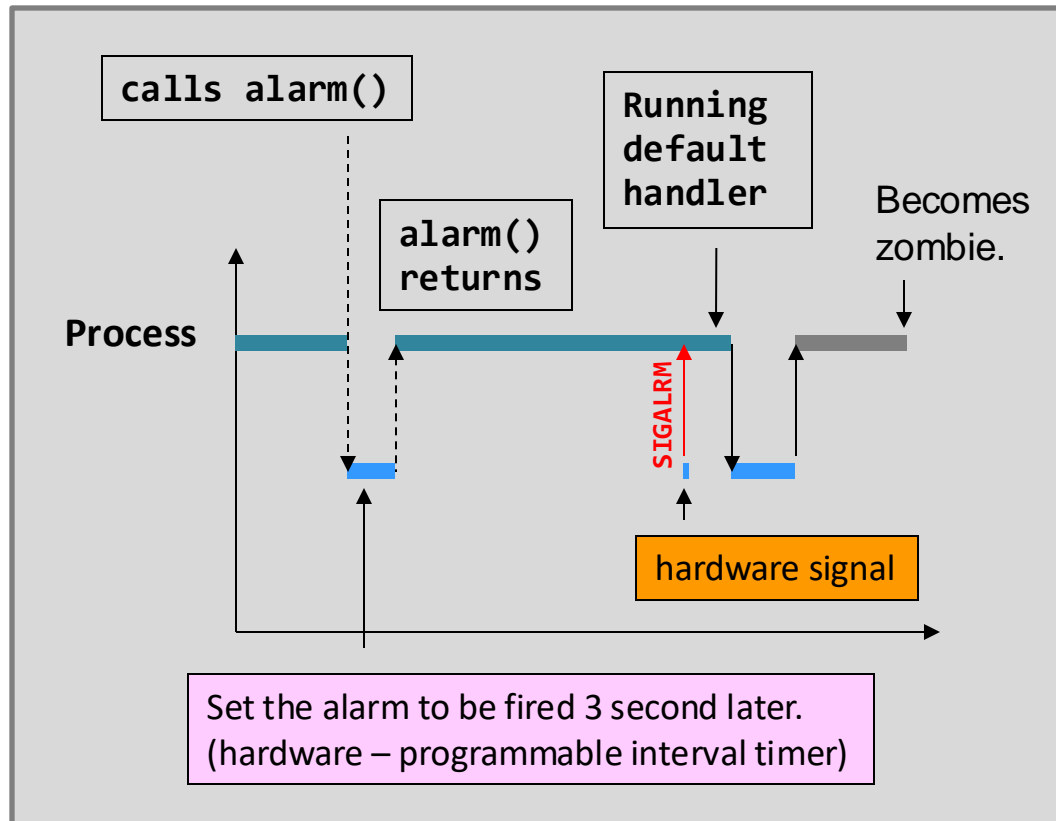 calls alarm()
Running
default
handler
Becomes
zombie.
alarm()
returns
Process
SIGALRM
hardware signal
Set the alarm to be fired 3 second later.
(hardware – programmable interval timer)